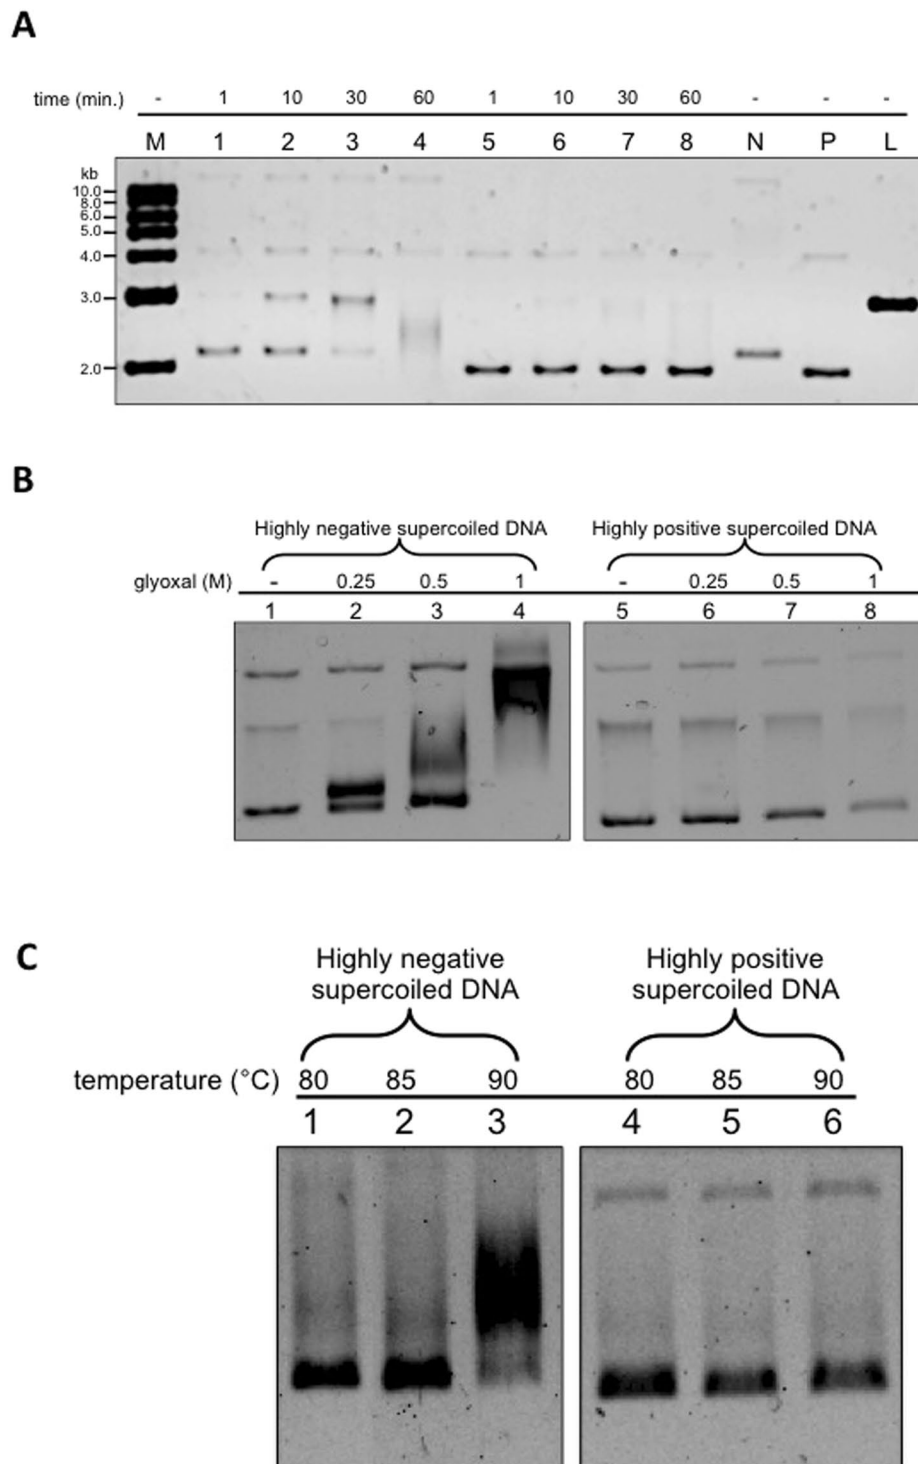 A
time (min.) - 1 10 30 60 1 10 30 60 - - -
M 1 2 3 4 5 6 7 8 N P L
kb
10.0
8.0
6.0
5.0
4.0
3.0
2.0
B
Highly negative supercoiled DNA Highly positive supercoiled DNA
glyoxal (M) - 0.25 0.5 1 - 0.25 0.5 1
1 2 3 4 5 6 7 8
C
Highly negative supercoiled DNA Highly positive supercoiled DNA
temperature (°C) 80 85 90 80 85 90
1 2 3 4 5 6